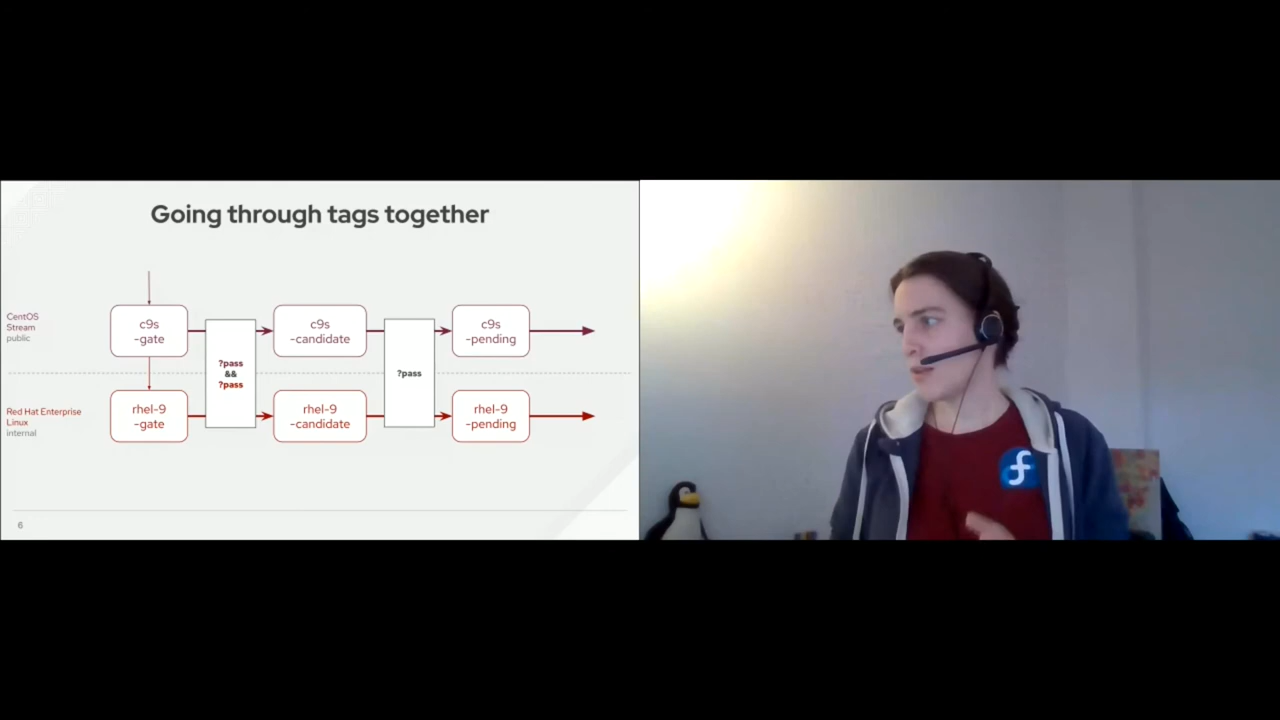 Going through tags together
CentOS
Stream
public
c9s
-gate
c9s
-candidate
c9s
-pending
?pass
&&
?pass
?pass
Red Hat Enterprise
Linux
internal
rhel-9
-gate
rhel-9
-candidate
rhel-9
-pending
6